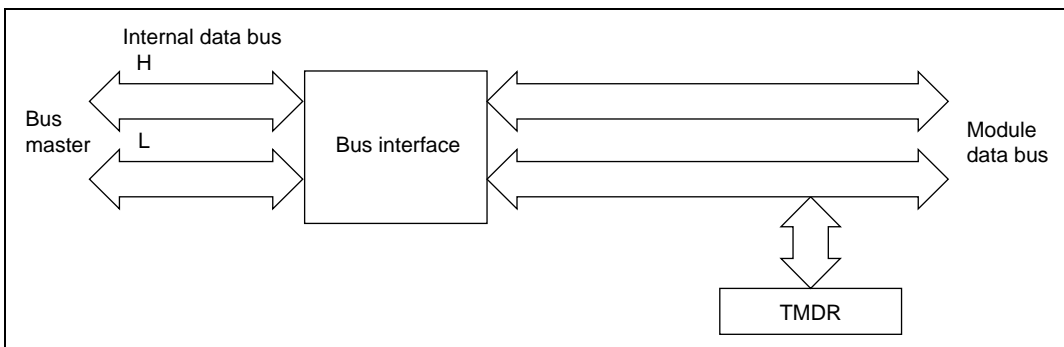 Internal data bus
H
Bus
master
L
Bus interface
Module
data bus
TMDR